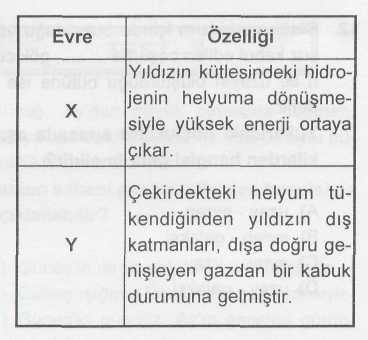 Evre Özelliği
X
Yıldızın kütlesindeki hidro-
jenin helyuma dönüşme-
siyle yüksek enerji ortaya
çıkar.
Y
Çekirdekteki helyum tü-
kendiğinden yıldızın dış
katmanları, dışa doğru ge-
nişleyen gazdan bir kabuk
durumuna gelmiştir.